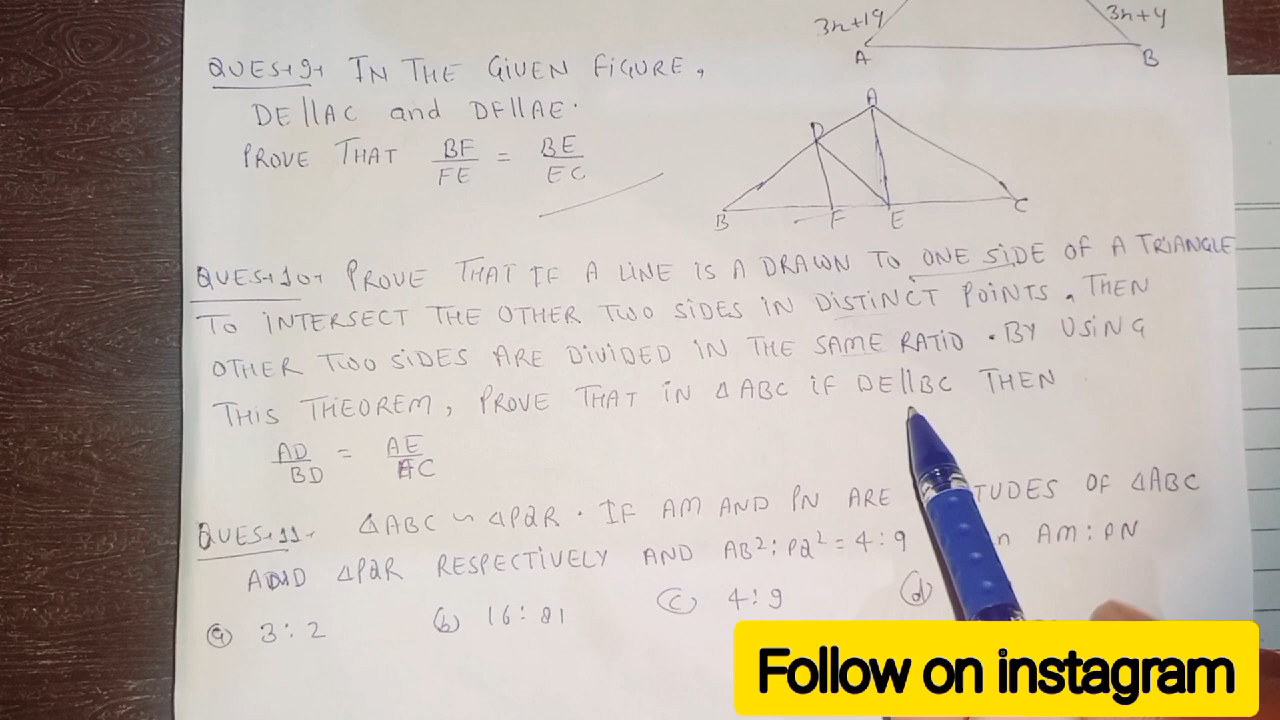 3n+19
3n+4
A
B
QUES→9→ IN THE GIVEN FIGURE,
DE||AC and DF||AE.
PROVE THAT BF/FE = BE/EC
A
D
B
F
E
C
QUES→10→ PROVE THAT IF A LINE IS A DRAWN TO ONE SIDE OF A TRIANGLE
TO INTERSECT THE OTHER TWO SIDES IN DISTINCT POINTS. THEN
OTHER TWO SIDES ARE DIVIDED IN THE SAME RATIO. BY USING
THIS THEOREM, PROVE THAT IN ΔABC IF DE||BC THEN
AD/BD = AE/EC
QUES→11→ ΔABC ~ ΔPQR. IF AM AND PN ARE TUDES OF ΔABC
AND ΔPQR RESPECTIVELY AND AB²:PQ² = 4:9 n AM:PN
(a) 3:2 (b) 16:81 (c) 4:9 (d)
Follow on instagram